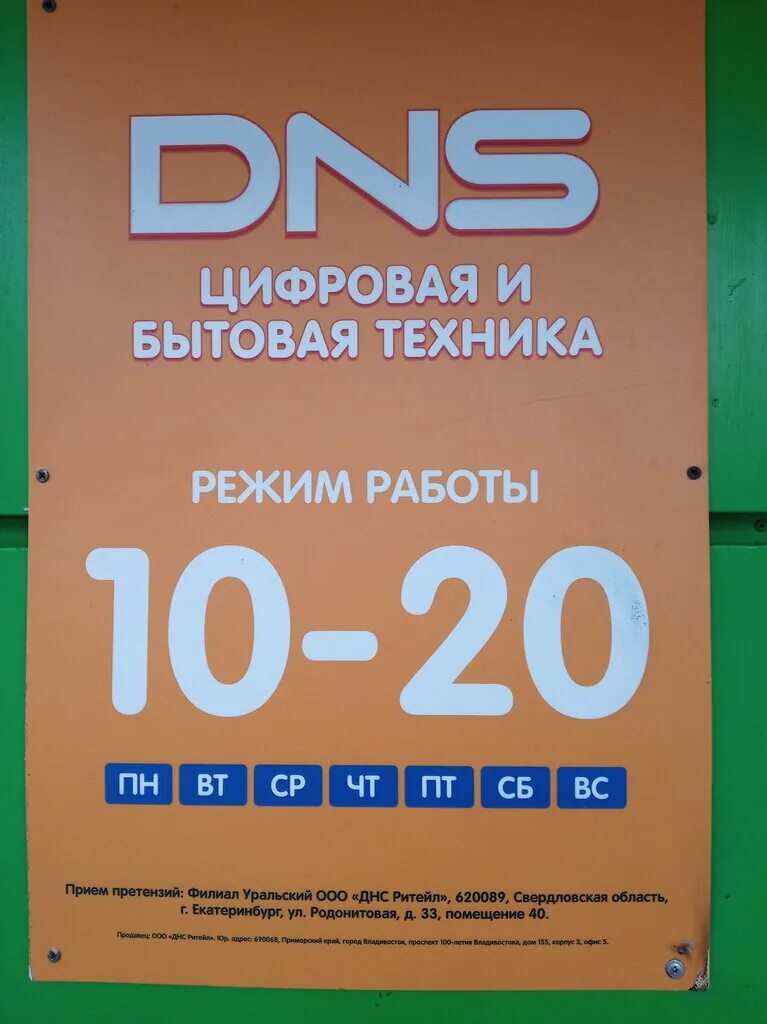 DNS
ЦИФРОВАЯ И
БЫТОВАЯ ТЕХНИКА
РЕЖИМ РАБОТЫ
10-20
ПН ВТ СР ЧТ ПТ СБ ВС
Прием претензий: Филиал Уральский ООО «ДНС Ритейл», 620089, Свердловская область,
г. Екатеринбург, ул. Родонитовая, д. 33, помещение 40.
Продавец: ООО «ДНС Ритейл». Юр. адрес: 690068, Приморский край, город Владивосток, проспект 100-летия Владивостока, дом 155, корпус 3, офис 5.